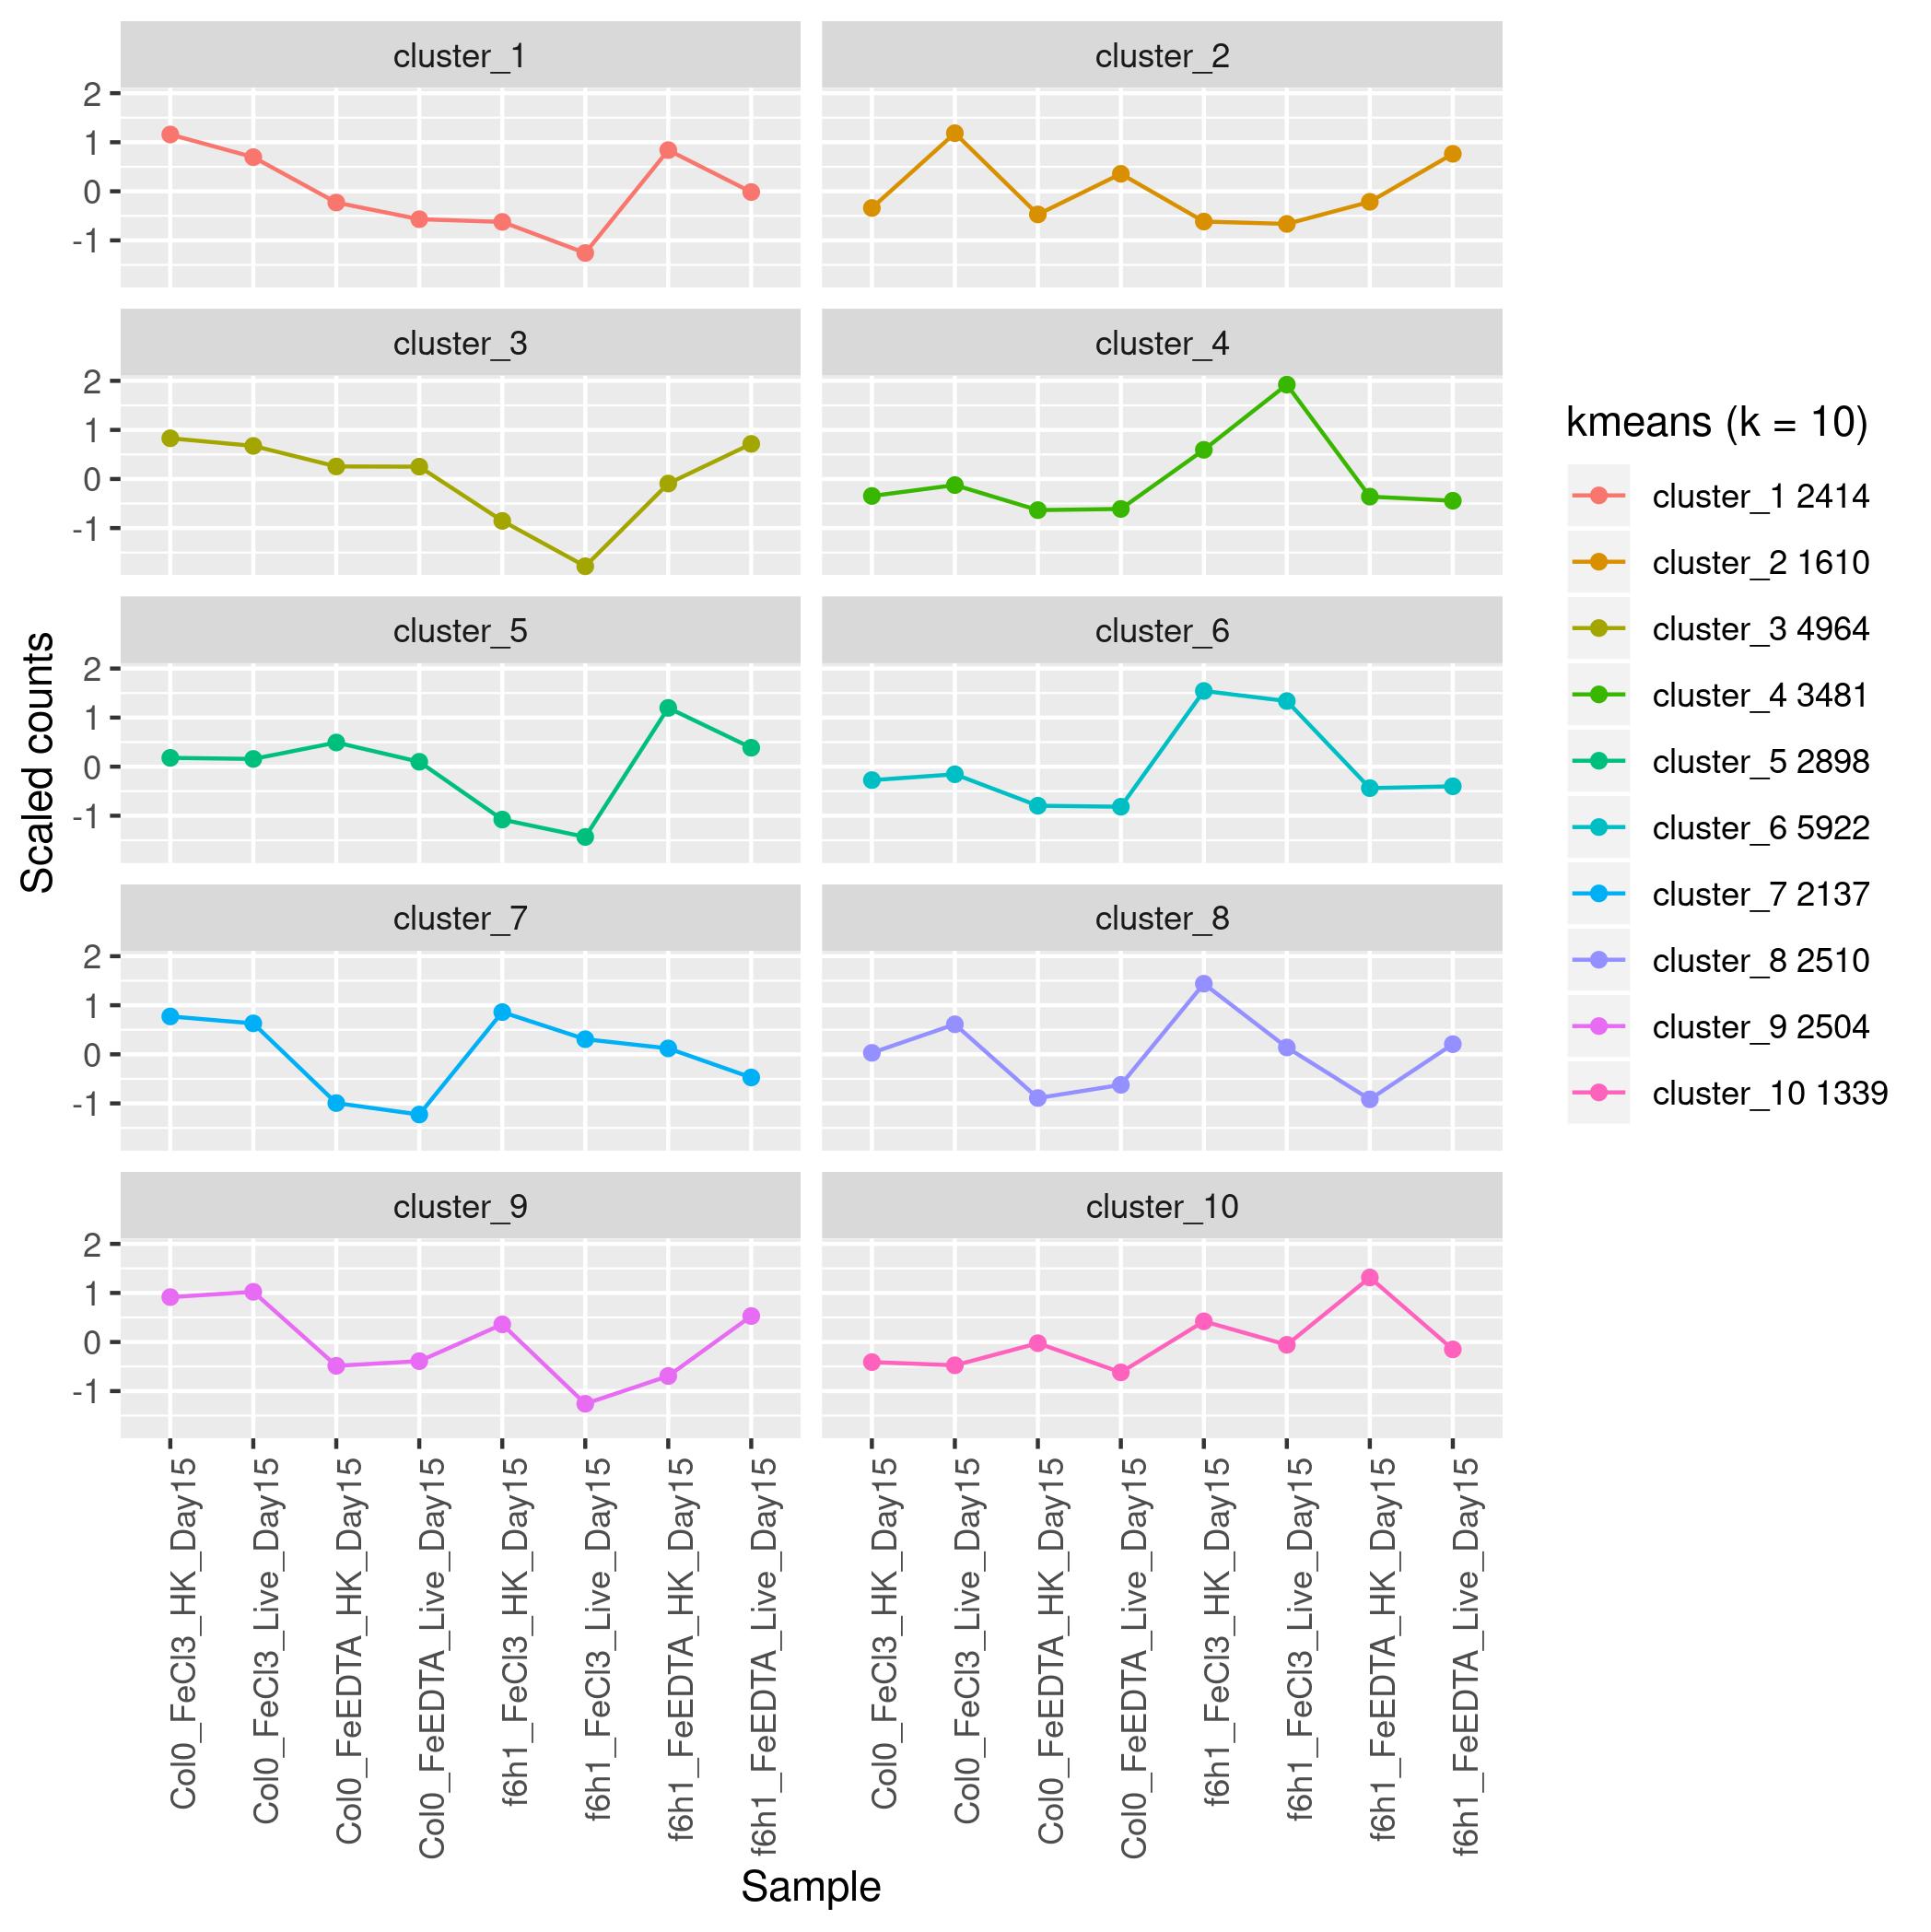 cluster_1
cluster_2
2
1
0
-1
cluster_3
cluster_4
2
1
0
-1
cluster_5
cluster_6
2
1
0
-1
cluster_7
cluster_8
2
1
0
-1
cluster_9
cluster_10
2
1
0
-1
Col0_FeCl3_HK_Day15
Col0_FeCl3_Live_Day15
Col0_FeEDTA_HK_Day15
Col0_FeEDTA_Live_Day15
f6h1_FeCl3_HK_Day15
f6h1_FeCl3_Live_Day15
f6h1_FeEDTA_HK_Day15
f6h1_FeEDTA_Live_Day15
Col0_FeCl3_HK_Day15
Col0_FeCl3_Live_Day15
Col0_FeEDTA_HK_Day15
Col0_FeEDTA_Live_Day15
f6h1_FeCl3_HK_Day15
f6h1_FeCl3_Live_Day15
f6h1_FeEDTA_HK_Day15
f6h1_FeEDTA_Live_Day15
Sample
Scaled counts
kmeans (k = 10)
cluster_1 2414
cluster_2 1610
cluster_3 4964
cluster_4 3481
cluster_5 2898
cluster_6 5922
cluster_7 2137
cluster_8 2510
cluster_9 2504
cluster_10 1339